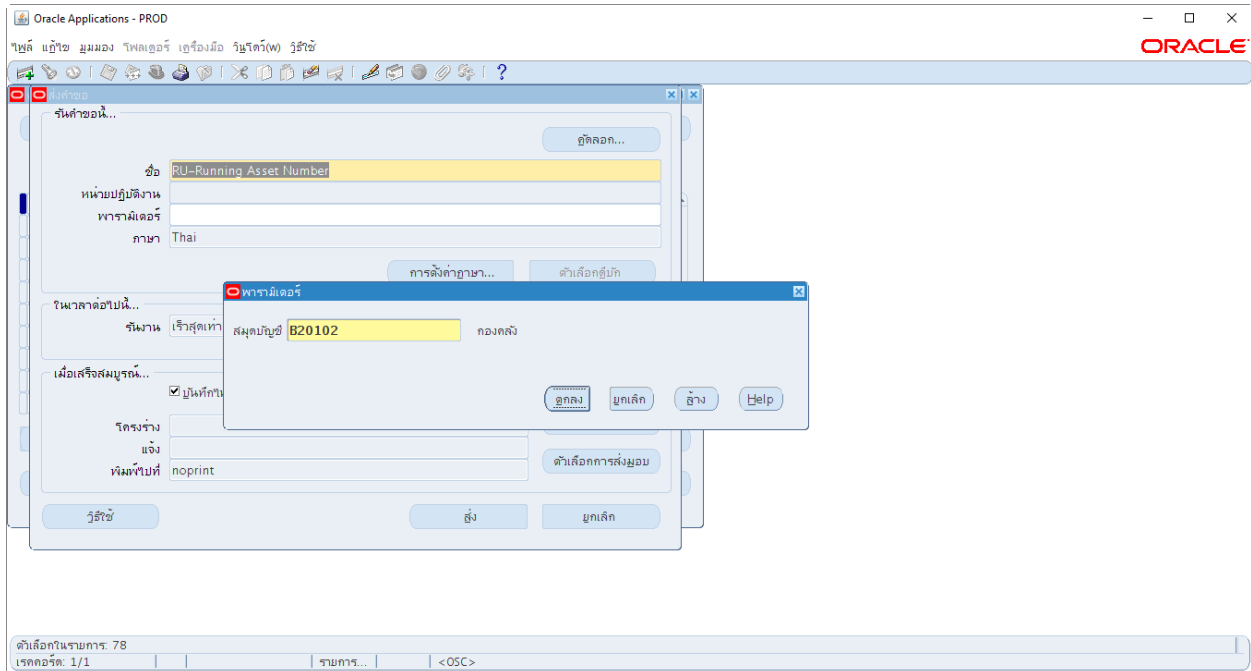 Oracle Applications - PROD
ไฟล์ แก้ไข มุมมอง โฟลเดอร์ เครื่องมือ วินโดว์(W) วิธีใช้
ORACLE
ส่งคำขอ
รันคำขอนี้...
คัดลอก...
ชื่อ RU-Running Asset Number
หน่วยปฏิบัติงาน
พารามิเตอร์
ภาษา Thai
การตั้งค่าภาษา... ตัวเลือกดีบัก
พารามิเตอร์
ในเวลาต่อไปนี้...
รันงาน เร็วสุดเท่า
สมุดบัญชี B20102 กองคลัง
เมื่อเสร็จสมบูรณ์...
บันทึก
ตกลง ยกเลิก ล้าง Help
โครงร่าง
แจ้ง
ตัวเลือกการส่งมอบ
พิมพ์ไปที่ noprint
วิธีใช้ ส่ง ยกเลิก
ตัวเลือกในรายการ: 78
เรคคอร์ด: 1/1 รายการ... <OSC>